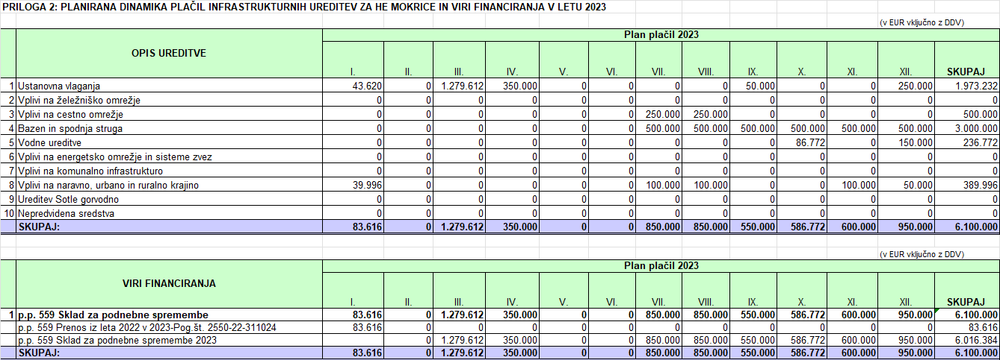 PRILOGA 2: PLANIRANA DINAMIKA PLAČIL INFRASTRUKTURNIH UREDITEV ZA HE MOKRICE IN VIRI FINANCIRANJA V LETU 2023
(v EUR vključno z DDV)
OPIS UREDITVE Plan plačil 2023
I. II. III. IV. V. VI. VII. VIII. IX. X. XI. XII. SKUPAJ
1 Ustanovna vlaganja 43.620 0 1.279.612 350.000 0 0 0 0 50.000 0 0 250.000 1.973.232
2 Vplivi na železniško omrežje 0 0 0 0 0 0 0 0 0 0 0 0 0
3 Vplivi na cestno omrežje 0 0 0 0 0 0 250.000 250.000 0 0 0 0 500.000
4 Bazen in spodnja struga 0 0 0 0 0 0 500.000 500.000 500.000 500.000 500.000 500.000 3.000.000
5 Vodne ureditve 0 0 0 0 0 0 0 0 0 86.772 0 150.000 236.772
6 Vplivi na energetsko omrežje in sisteme zvez 0 0 0 0 0 0 0 0 0 0 0 0 0
7 Vplivi na komunalno infrastrukturo 0 0 0 0 0 0 0 0 0 0 0 0 0
8 Vplivi na naravno, urbano in ruralno krajino 39.996 0 0 0 0 0 100.000 100.000 0 0 100.000 50.000 389.996
9 Ureditev Sotle gorvodno 0 0 0 0 0 0 0 0 0 0 0 0 0
10 Nepredvidena sredstva 0 0 0 0 0 0 0 0 0 0 0 0 0
SKUPAJ: 83.616 0 1.279.612 350.000 0 0 850.000 850.000 550.000 586.772 600.000 950.000 6.100.000
(v EUR vključno z DDV)
VIRI FINANCIRANJA Plan plačil 2023
I. II. III. IV. V. VI. VII. VIII. IX. X. XI. XII. SKUPAJ
1 p.p. 559 Sklad za podnebne spremembe 83.616 0 1.279.612 350.000 0 0 850.000 850.000 550.000 586.772 600.000 950.000 6.100.000
p.p. 559 Prenos iz leta 2022 v 2023-Pog.št. 2550-22-311024 83.616 0 0 0 0 0 0 0 0 0 0 0 83.616
p.p. 559 Sklad za podnebne spremembe 2023 0 1.279.612 350.000 0 0 850.000 850.000 550.000 586.772 600.000 950.000 6.016.384
SKUPAJ: 83.616 0 1.279.612 350.000 0 0 850.000 850.000 550.000 586.772 600.000 950.000 6.100.000